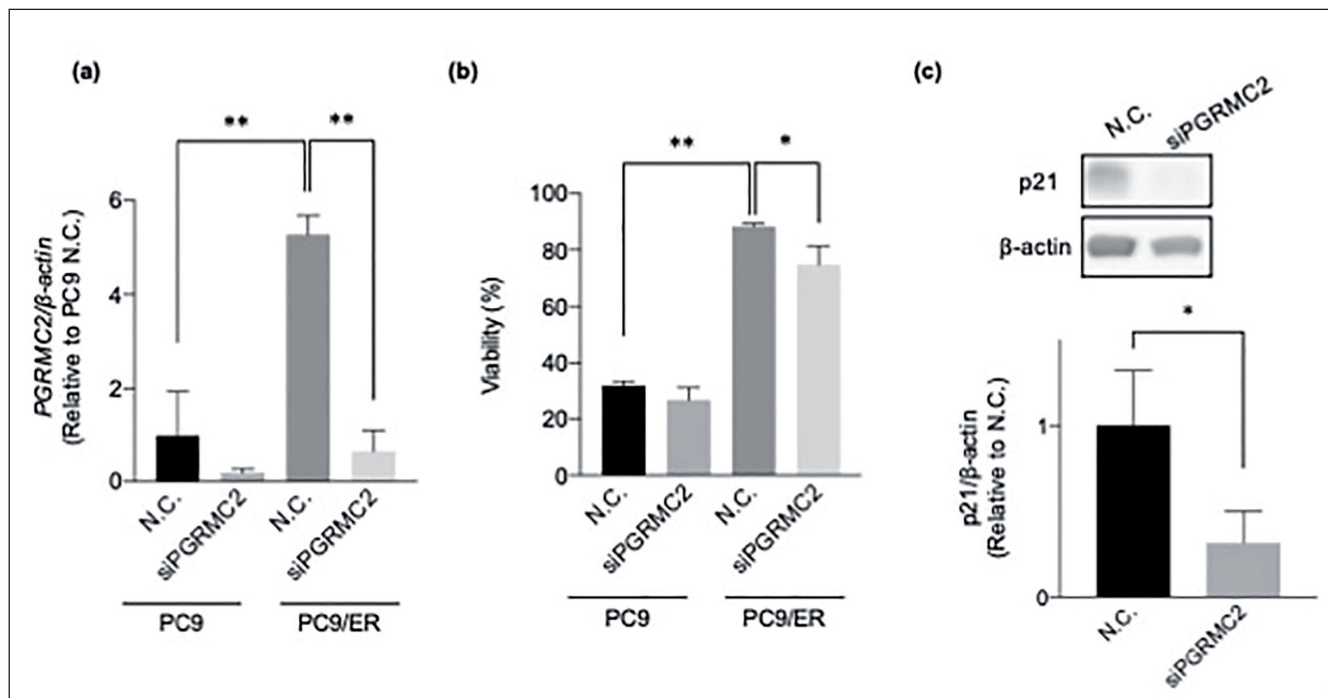 (a)
**
**
PGRMC2/β-actin
(Relative to PC9 N.C.)
6
4
2
0
N.C.
siPGRMC2
N.C.
siPGRMC2
PC9
PC9/ER
(b)
**
*
Viability (%)
100
80
60
40
20
0
N.C.
siPGRMC2
N.C.
siPGRMC2
PC9
PC9/ER
(c)
N.C.
siPGRMC2
p21
β-actin
*
p21/β-actin
(Relative to N.C.)
1
0
N.C.
siPGRMC2